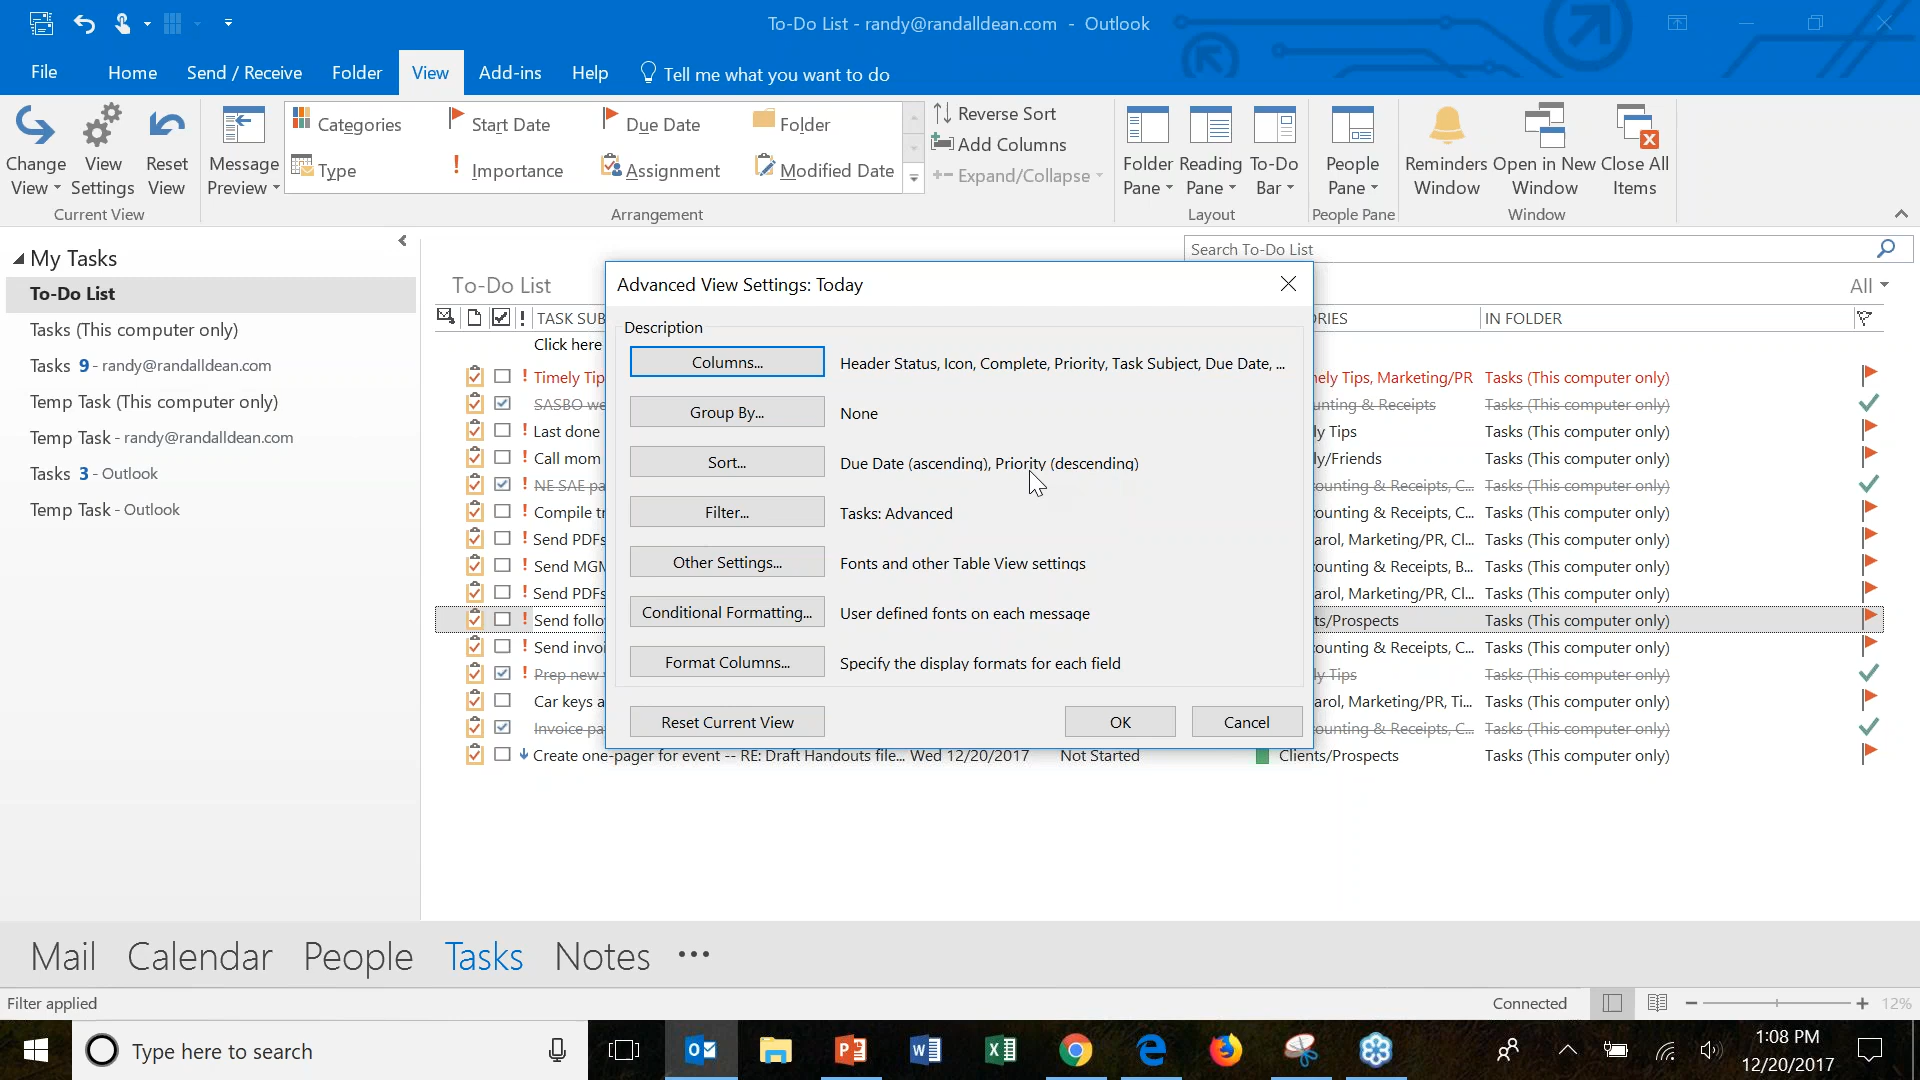 To-Do List - randy@randalldean.com - Outlook
File Home Send / Receive Folder View Add-ins Help Tell me what you want to do
Categories Start Date Due Date Folder
Type Importance Assignment Modified Date
Reverse Sort
Add Columns
Expand/Collapse
Change View
View Settings
Reset View
Message Preview
Folder Pane
Reading Pane
To-Do Bar
People Pane
Reminders Window
Open in New Window
Close All Items
Current View Arrangement Layout People Pane Window
My Tasks
To-Do List
Tasks (This computer only)
Tasks 9 - randy@randalldean.com
Temp Task (This computer only)
Temp Task - randy@randalldean.com
Tasks 3 - Outlook
Temp Task - Outlook
Search To-Do List
To-Do List All
! TASK SUB RIES IN FOLDER
Click here
! Timely Tip ely Tips, Marketing/PR Tasks (This computer only)
! SASBO we unting & Receipts Tasks (This computer only)
! Last done y Tips Tasks (This computer only)
! Call mom y/Friends Tasks (This computer only)
! NE SAE pa ounting & Receipts, C... Tasks (This computer only)
! Compile tr ounting & Receipts, C... Tasks (This computer only)
! Send PDFs arol, Marketing/PR, Cl... Tasks (This computer only)
! Send MGM ounting & Receipts, B... Tasks (This computer only)
! Send PDFs arol, Marketing/PR, Cl... Tasks (This computer only)
! Send follo ts/Prospects Tasks (This computer only)
! Send invoi ounting & Receipts, C... Tasks (This computer only)
! Prep new y Tips Tasks (This computer only)
Car keys a arol, Marketing/PR, Ti... Tasks (This computer only)
Invoice pa ounting & Receipts, C... Tasks (This computer only)
Create one-pager for event -- RE: Draft Handouts file... Wed 12/20/2017 Not Started Clients/Prospects Tasks (This computer only)
Advanced View Settings: Today
Description
Columns... Header Status, Icon, Complete, Priority, Task Subject, Due Date, ...
Group By... None
Sort... Due Date (ascending), Priority (descending)
Filter... Tasks: Advanced
Other Settings... Fonts and other Table View settings
Conditional Formatting... User defined fonts on each message
Format Columns... Specify the display formats for each field
Reset Current View OK Cancel
Mail Calendar People Tasks Notes •••
Filter applied Connected 12%
Type here to search
1:08 PM
12/20/2017